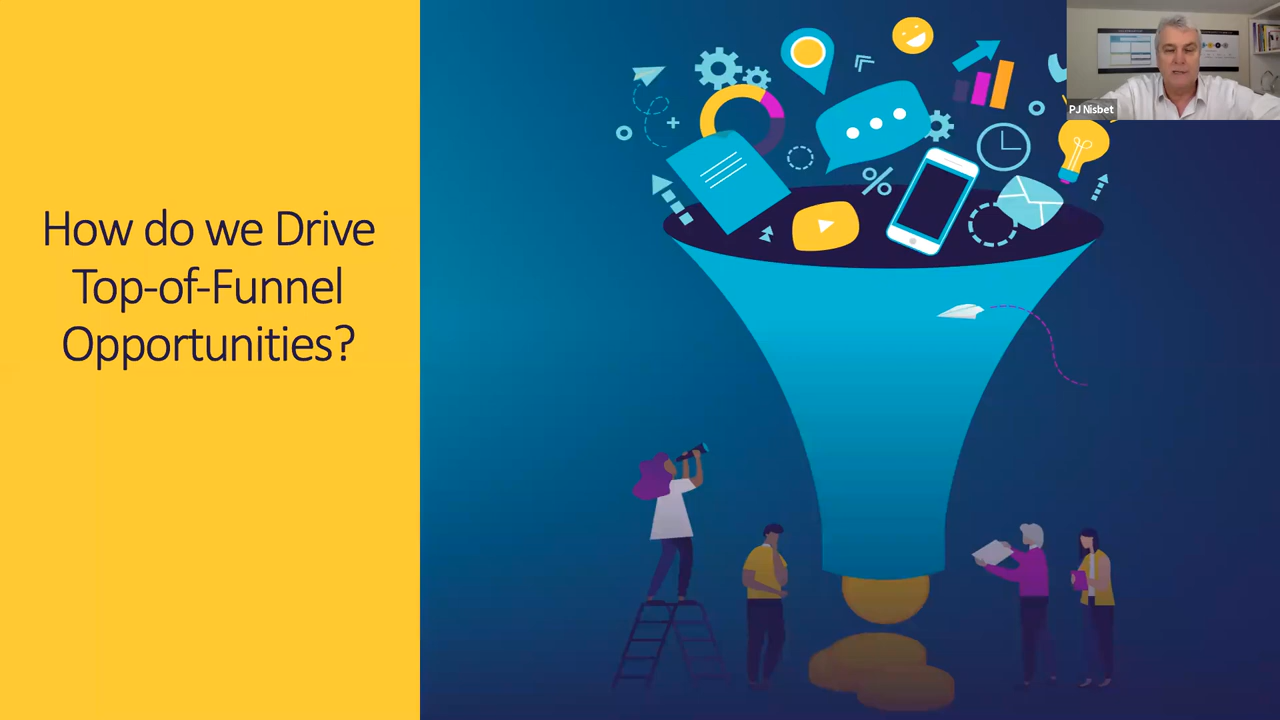 How do we Drive
Top-of-Funnel
Opportunities?
%
PJ Nisbet